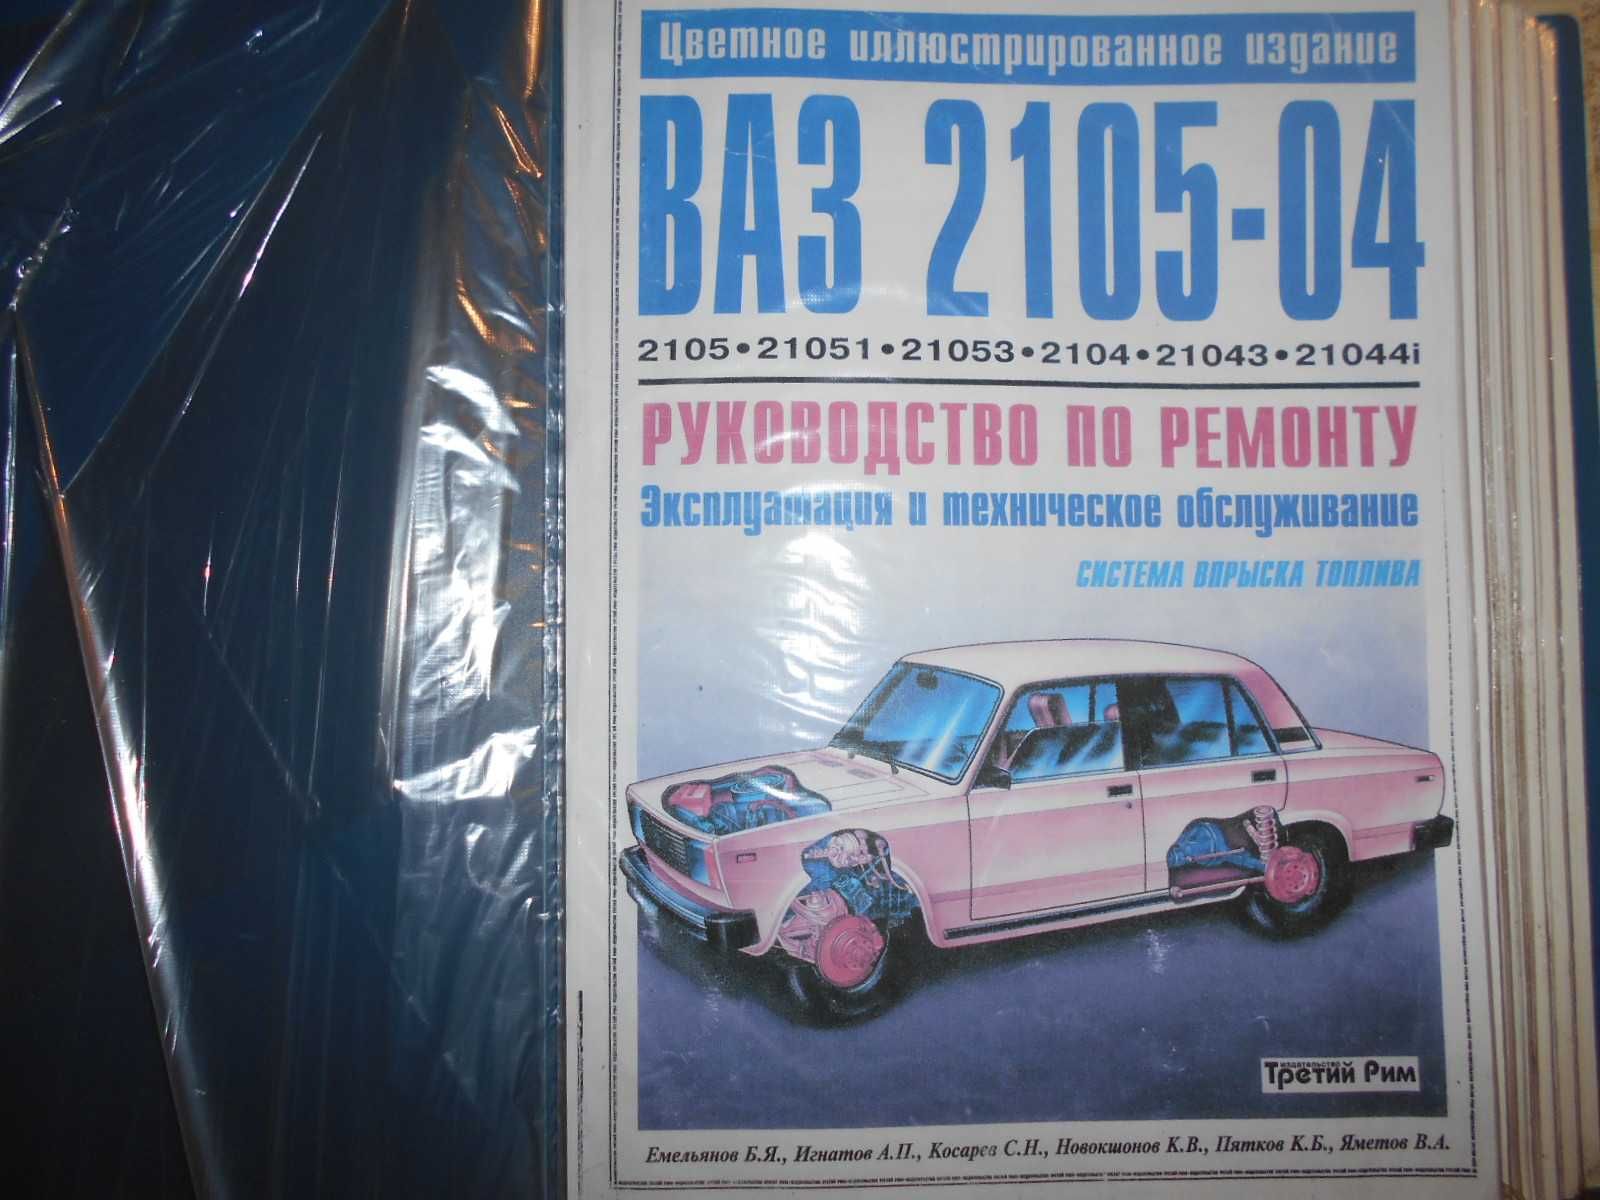 Цветное иллюстрированное издание
ВАЗ 2105-04
2105•21051•21053•2104•21043•21044i
РУКОВОДСТВО ПО РЕМОНТУ
Эксплуатация и техническое обслуживание
СИСТЕМА ВПРЫСКА ТОПЛИВА
издательство
Третий Рим
Емельянов Б.Я., Игнатов А.П., Косарев С.Н., Новокшонов К.В., Пятков К.Б., Яметов В.А.